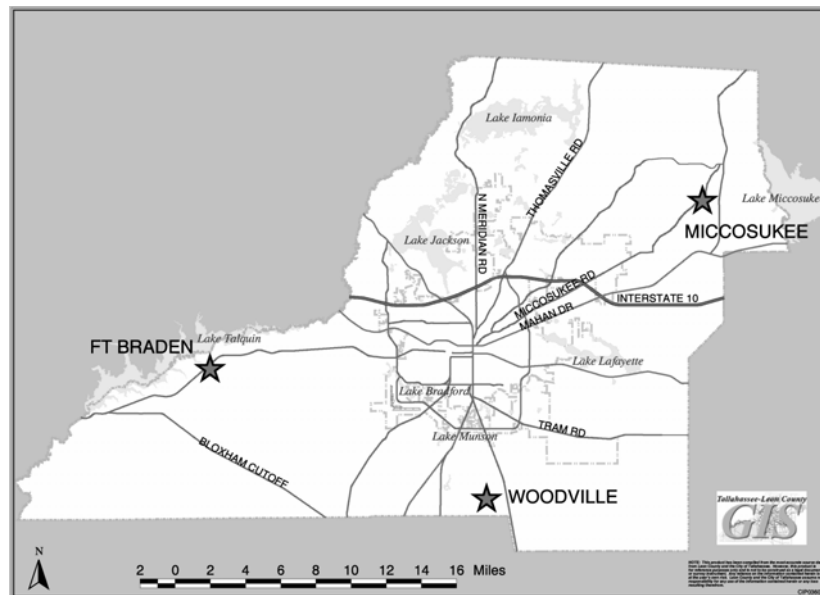 Lake Iamonia
THOMASVILLE RD
N MERIDIAN RD
Lake Miccosukee
MICCOSUKEE
Lake Jackson
MICCOSUKEE RD
MAHAN DR
INTERSTATE 10
Lake Talquin
FT BRADEN
Lake Lafayette
Lake Bradford
TRAM RD
Lake Munson
BLOXHAM CUTOFF
WOODVILLE
Tallahassee-Leon County
GIS
N
2 0 2 4 6 8 10 12 14 16 Miles